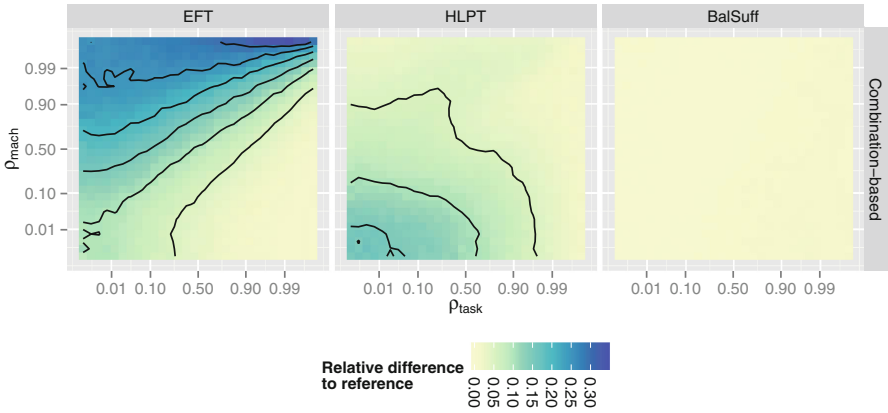 EFT
HLPT
BalSuff
Combination-based
ρmach
0.99
0.90
0.50
0.10
0.01
0.01 0.10 0.50 0.90 0.99
0.01 0.10 0.50 0.90 0.99
0.01 0.10 0.50 0.90 0.99
ρtask
Relative difference
to reference
0.00 0.05 0.10 0.15 0.20 0.25 0.30